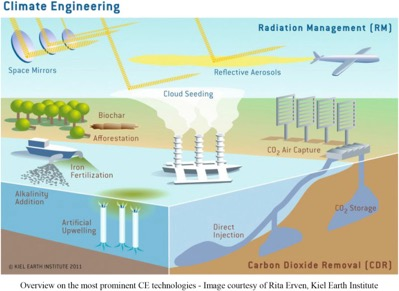 Climate Engineering
Radiation Management (RM)
Space Mirrors
Reflective Aerosols
Cloud Seeding
Biochar
Afforestation
CO2 Air Capture
Iron
Fertilization
Alkalinity
Addition
CO2 Storage
Artificial
Upwelling
Direct
Injection
© KIEL EARTH INSTITUTE 2011
Carbon Dioxide Removal (CDR)
Overview on the most prominent CE technologies - Image courtesy of Rita Erven, Kiel Earth Institute